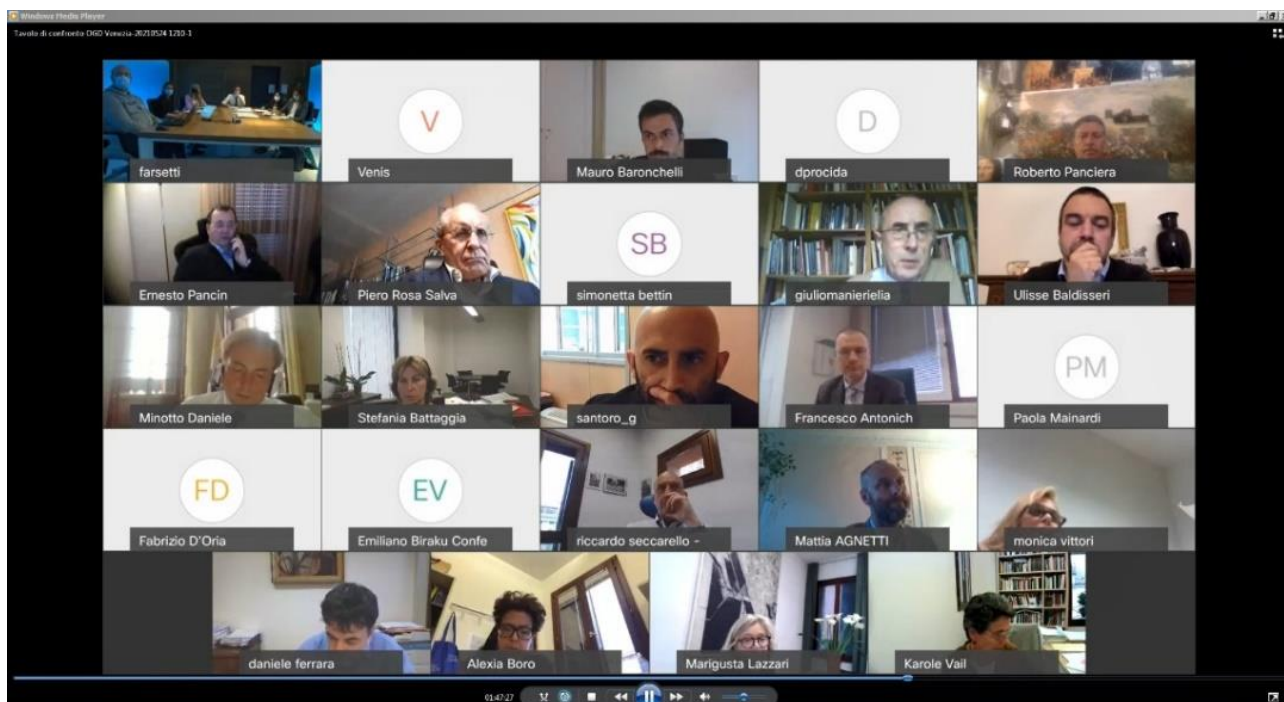 Windows Media Player
Tavolo di confronto OGD Venezia-20210524 1210-1
farsetti
V
Venis
Mauro Baronchelli
D
dprocida
Roberto Panciera
Ernesto Pancin
Piero Rosa Salva
SB
simonetta bettin
giuliomanierielia
Ulisse Baldisseri
Minotto Daniele
Stefania Battaggia
santoro_g
Francesco Antonich
PM
Paola Mainardi
FD
Fabrizio D'Oria
EV
Emiliano Biraku Confe
riccardo seccarello -
Mattia AGNETTI
monica vittori
daniele ferrara
Alexia Boro
Marigusta Lazzari
Karole Vail
01:47:27